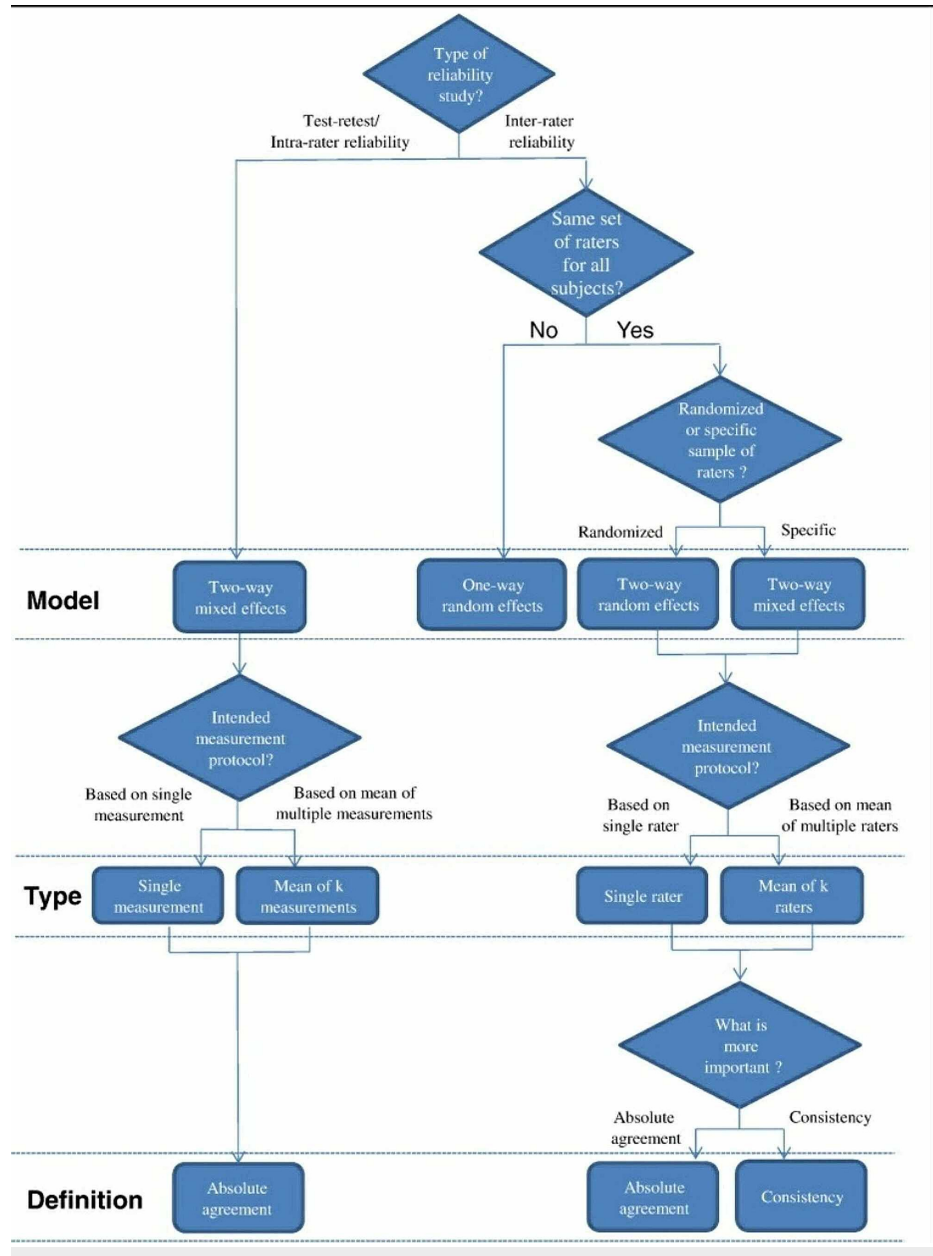 Type of
reliability
study?
Test-retest/
Intra-rater reliability
Inter-rater
reliability
Same set
of raters
for all
subjects?
No
Yes
Randomized
or specific
sample of
raters ?
Randomized
Specific
Model
Two-way
mixed effects
One-way
random effects
Two-way
random effects
Two-way
mixed effects
Intended
measurement
protocol?
Based on single
measurement
Based on mean of
multiple measurements
Intended
measurement
protocol?
Based on
single rater
Based on mean
of multiple raters
Type
Single
measurement
Mean of k
measurements
Single rater
Mean of k
raters
What is
more
important ?
Absolute
agreement
Consistency
Definition
Absolute
agreement
Absolute
agreement
Consistency